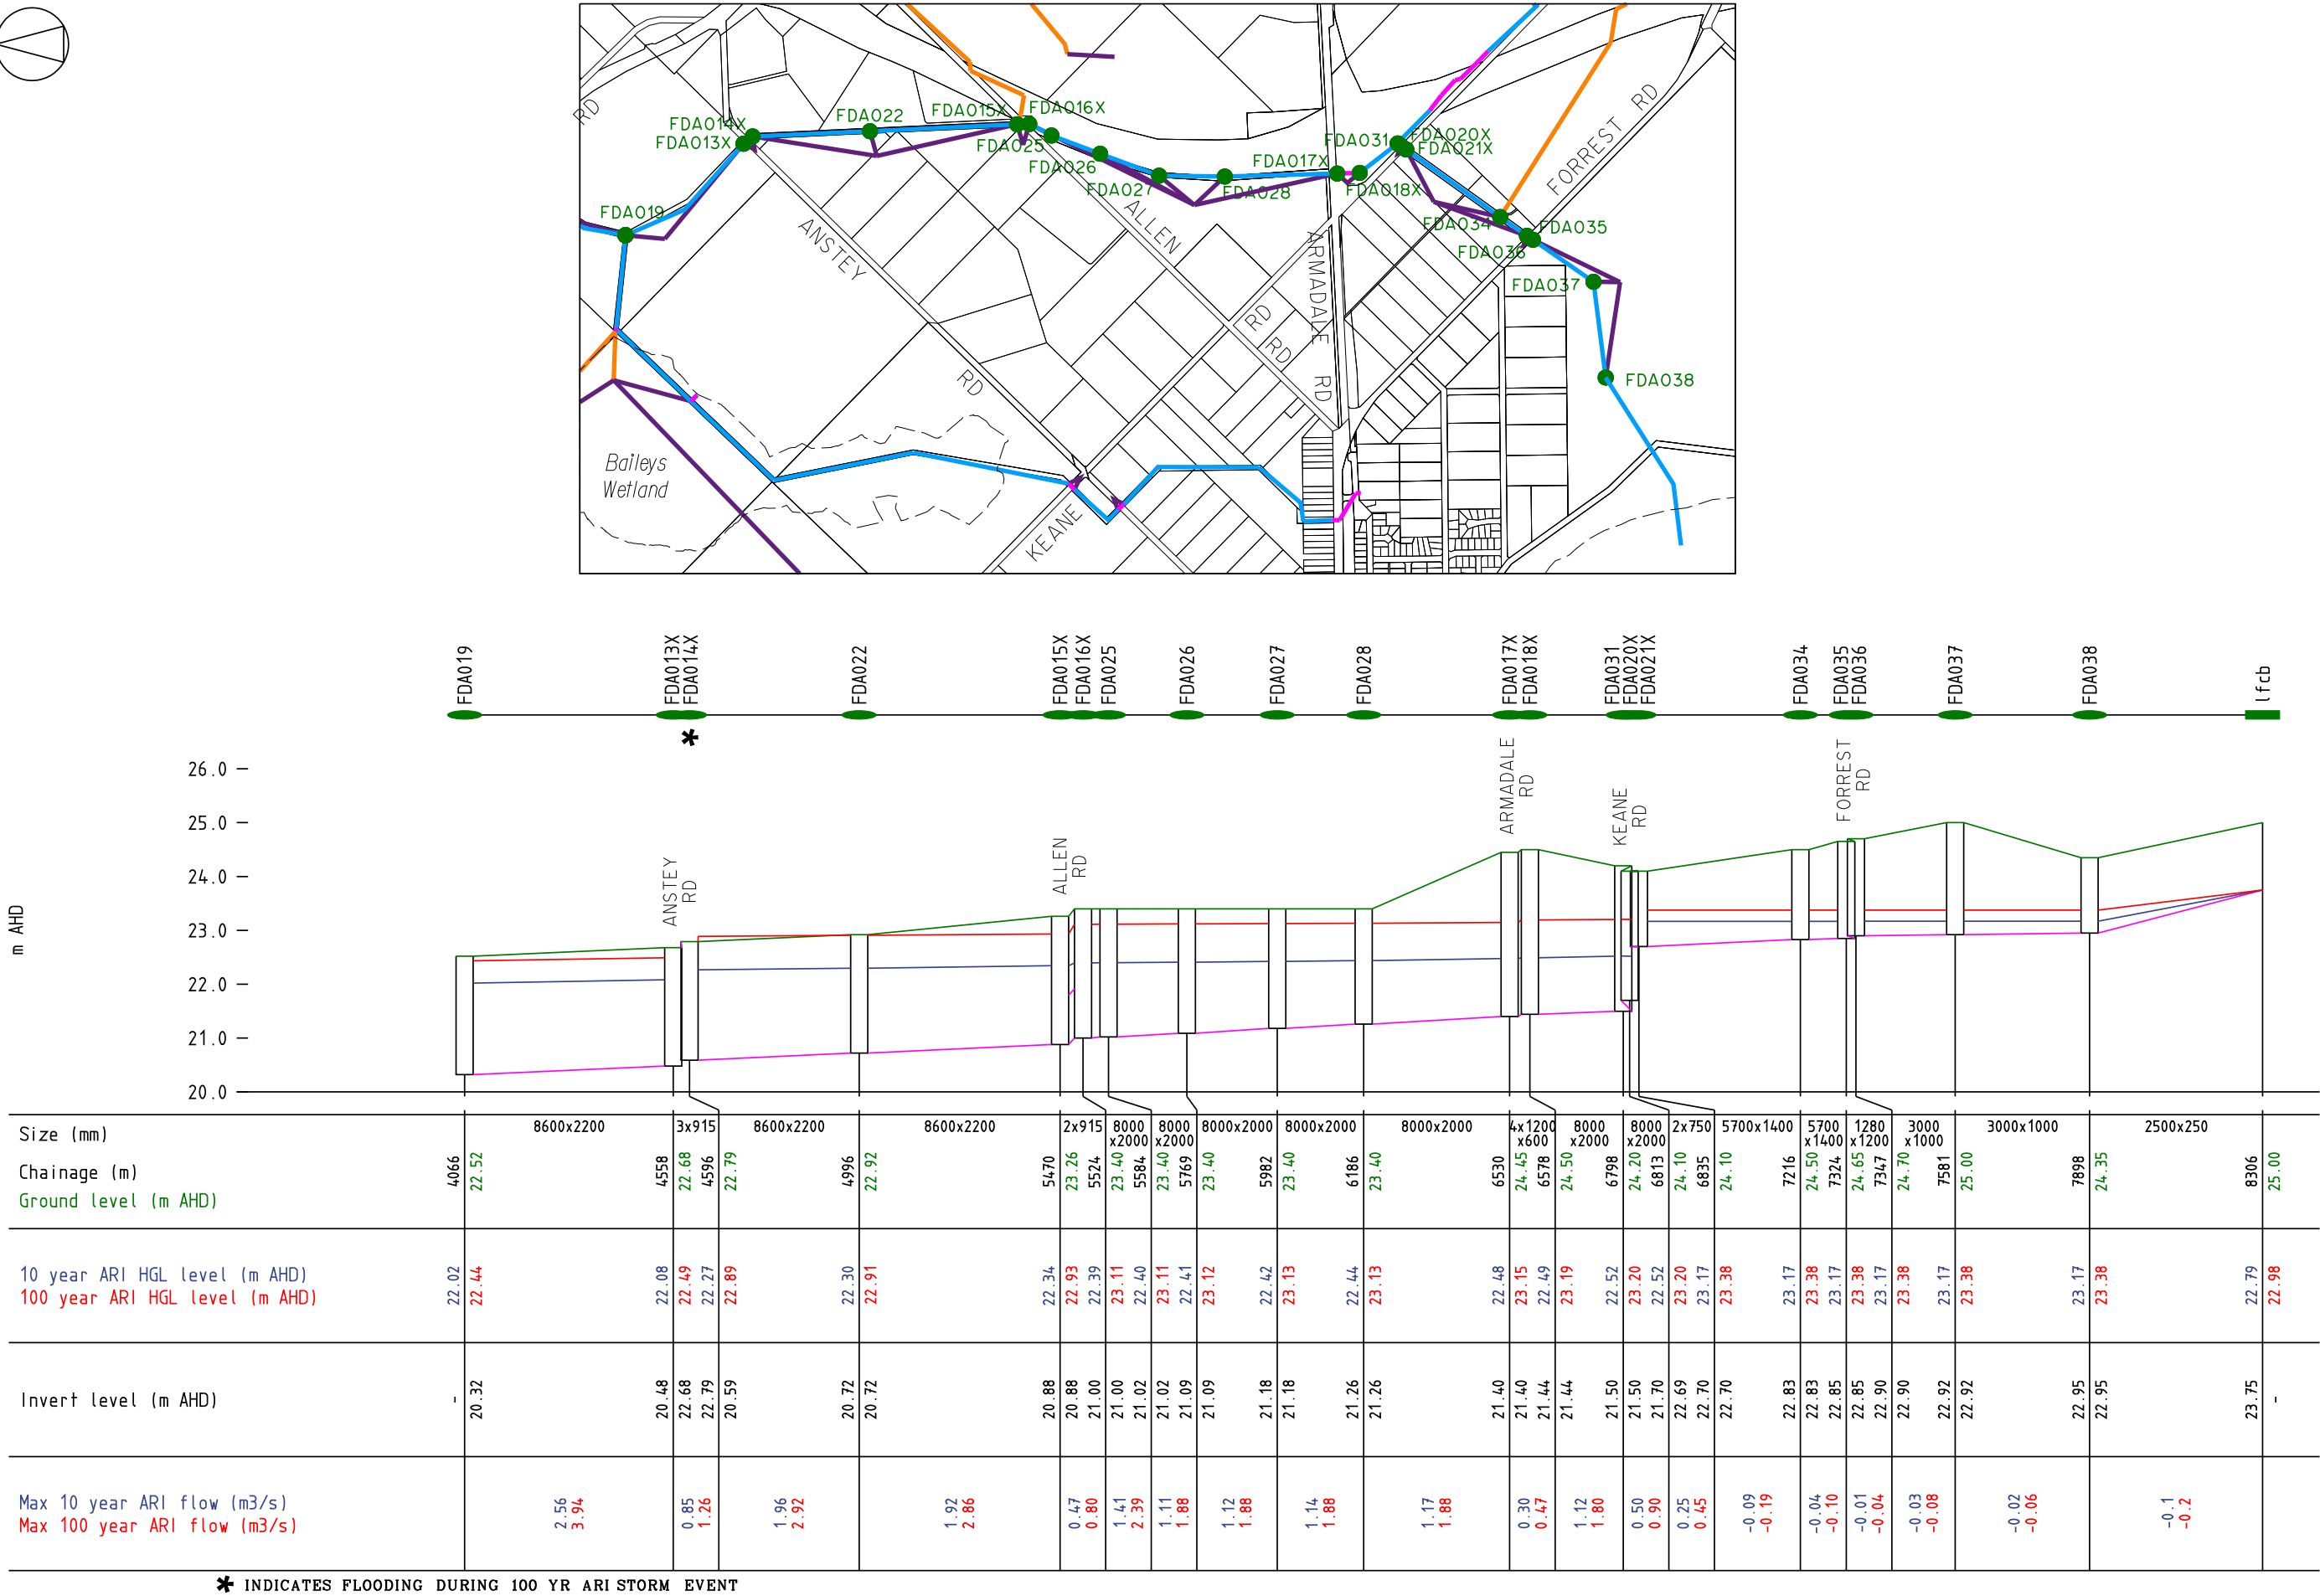 RD
FDA014X
FDA013X
FDA022
FDA015X
FDA016X
FDA025
FDA026
FDA027
FDA028
FDA017X
FDA018X
FDA031
FDA020X
FDA021X
FORREST RD
FDA019
ANSTEY
RD
ALLEN
RD
ARMADALE RD
RD
FDA034
FDA035
FDA036
FDA037
FDA038
Baileys
Wetland
KEANE
FDA019
FDA013X
FDA014X
FDA022
FDA015X
FDA016X
FDA025
FDA026
FDA027
FDA028
FDA017X
FDA018X
FDA031
FDA020X
FDA021X
FDA034
FDA035
FDA036
FDA037
FDA038
lfcb
*
ANSTEY
RD
ALLEN
RD
ARMADALE
RD
KEANE
RD
FORREST
RD
m AHD
26.0
25.0
24.0
23.0
22.0
21.0
20.0
Size (mm)
8600x2200 3x915 8600x2200 8600x2200 2x915 8000 x2000 8000 x2000 8000x2000 8000x2000 8000x2000 4x1200 x600 8000 x2000 8000 x2000 2x750 5700x1400 5700 x1400 1280 x1200 3000 x1000 3000x1000 2500x250
Chainage (m)
4066 4558 4596 4996 5470 5524 5584 5769 5982 6186 6530 6578 6798 6813 6835 7216 7324 7347 7581 7898 8306
Ground level (m AHD)
22.52 22.68 22.79 22.92 23.26 23.40 23.40 23.40 23.40 23.40 24.45 24.50 24.20 24.10 24.10 24.50 24.65 24.70 25.00 24.35 25.00
10 year ARI HGL level (m AHD)
22.02 22.08 22.27 22.30 22.34 22.39 22.40 22.41 22.42 22.44 22.48 22.49 22.52 22.52 23.17 23.17 23.17 23.17 23.17 23.17 22.79
100 year ARI HGL level (m AHD)
22.44 22.49 22.89 22.91 22.93 23.11 23.11 23.12 23.13 23.13 23.15 23.19 23.20 23.20 23.38 23.38 23.38 23.38 23.38 23.38 22.98
Invert level (m AHD)
- 20.32 20.48 22.68 22.79 20.59 20.72 20.72 20.88 20.88 21.00 21.00 21.02 21.02 21.09 21.09 21.18 21.18 21.26 21.26 21.40 21.40 21.44 21.44 21.50 21.50 21.70 22.69 22.70 22.70 22.83 22.83 22.85 22.85 22.90 22.90 22.92 22.92 22.95 22.95 23.75 -
Max 10 year ARI flow (m3/s)
2.56 0.85 1.96 1.92 0.47 1.41 1.11 1.12 1.14 1.17 0.30 1.12 0.50 0.25 -0.09 -0.04 -0.01 -0.03 -0.02 -0.1
Max 100 year ARI flow (m3/s)
3.94 1.26 2.92 2.86 0.80 2.39 1.88 1.88 1.88 1.88 0.47 1.80 0.90 0.45 -0.19 -0.10 -0.04 -0.08 -0.06 -0.2
* INDICATES FLOODING DURING 100 YR ARI STORM EVENT